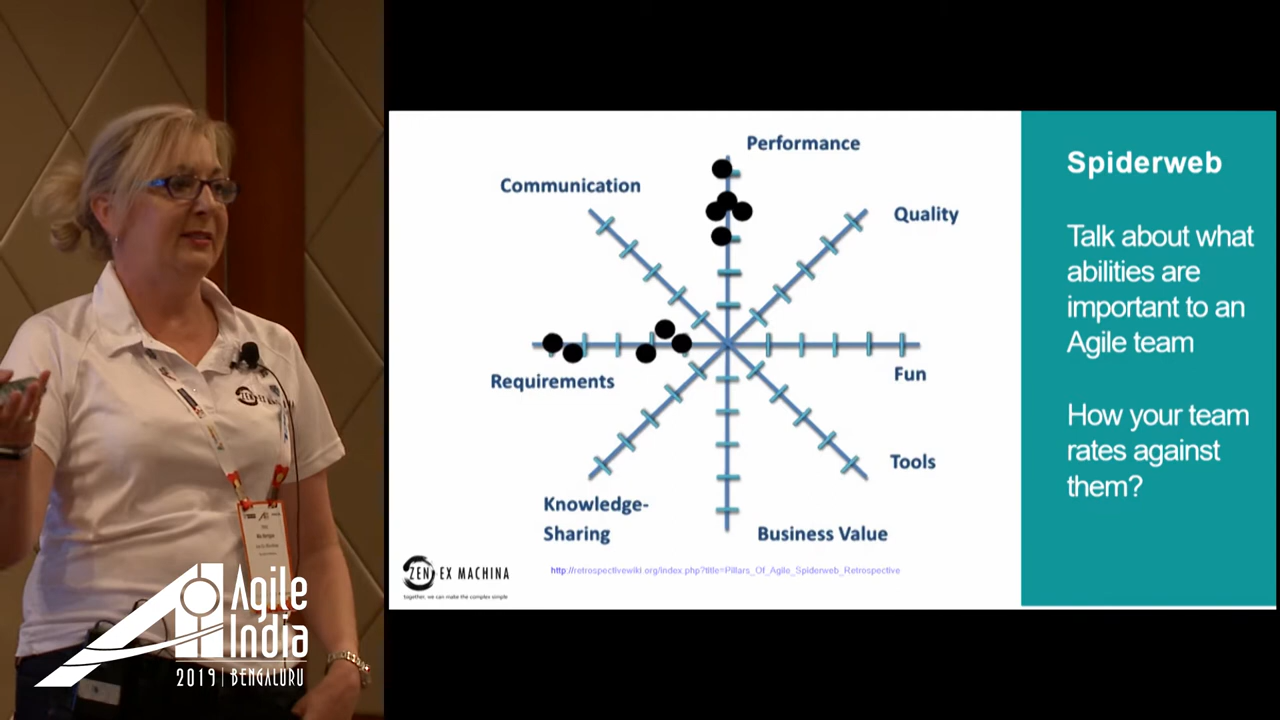 Performance
Communication
Quality
Requirements
Fun
Tools
Knowledge-
Sharing
Business Value
ZEN EX MACHINA
together, we can make the complex simple
http://retrospectivewiki.org/index.php?title=Pillars_Of_Agile_Spiderweb_Retrospective
Spiderweb
Talk about what
abilities are
important to an
Agile team
How your team
rates against
them?
Agile
India
2019 | BENGALURU